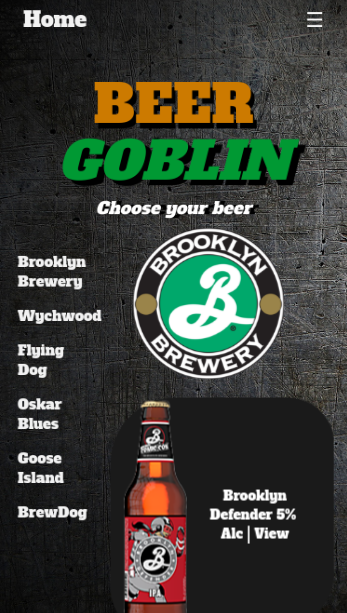 Home
BEER
GOBLIN
Choose your beer
BROOKLYN
B
BREWERY
Brooklyn
Brewery
Wychwood
Flying
Dog
Oskar
Blues
Goose
Island
BrewDog
Brooklyn
Defender 5%
Alc | View